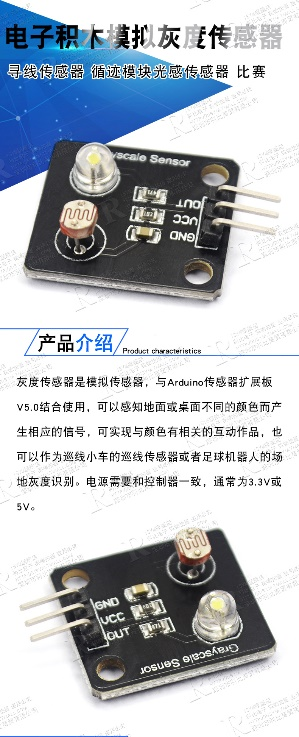 电子积木模拟灰度传感器
寻线传感器 循迹模块光感传感器 比赛
Grayscale Sensor
OUT
VCC
GND
产品介绍
Product characteristics
灰度传感器是模拟传感器，与Arduino传感器扩展板
V5.0结合使用，可以感知地面或桌面不同的颜色而产
生相应的信号，可实现与颜色有相关的互动作品，也
可以作为巡线小车的巡线传感器或者足球机器人的场
地灰度识别。电源需要和控制器一致，通常为3.3V或
5V。
GND
VCC
OUT
Grayscale Sensor